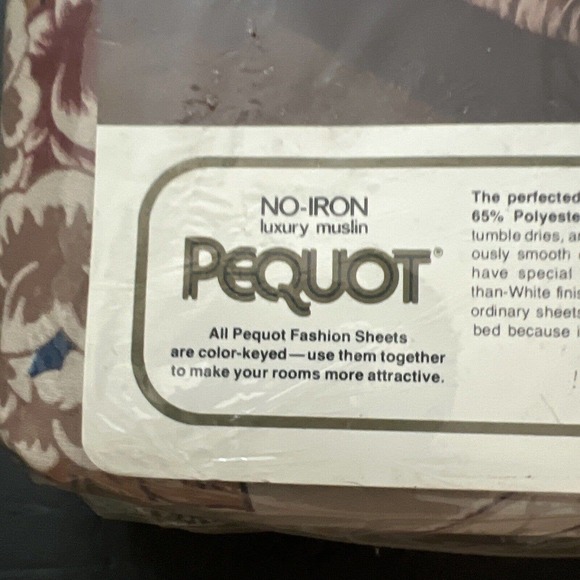 NO-IRON
luxury muslin
PEQUOT®
All Pequot Fashion Sheets
are color-keyed—use them together
to make your rooms more attractive.
The perfected
65% Polyeste
tumble dries, a
ously smooth
have special
than-White finis
ordinary sheets
bed because i